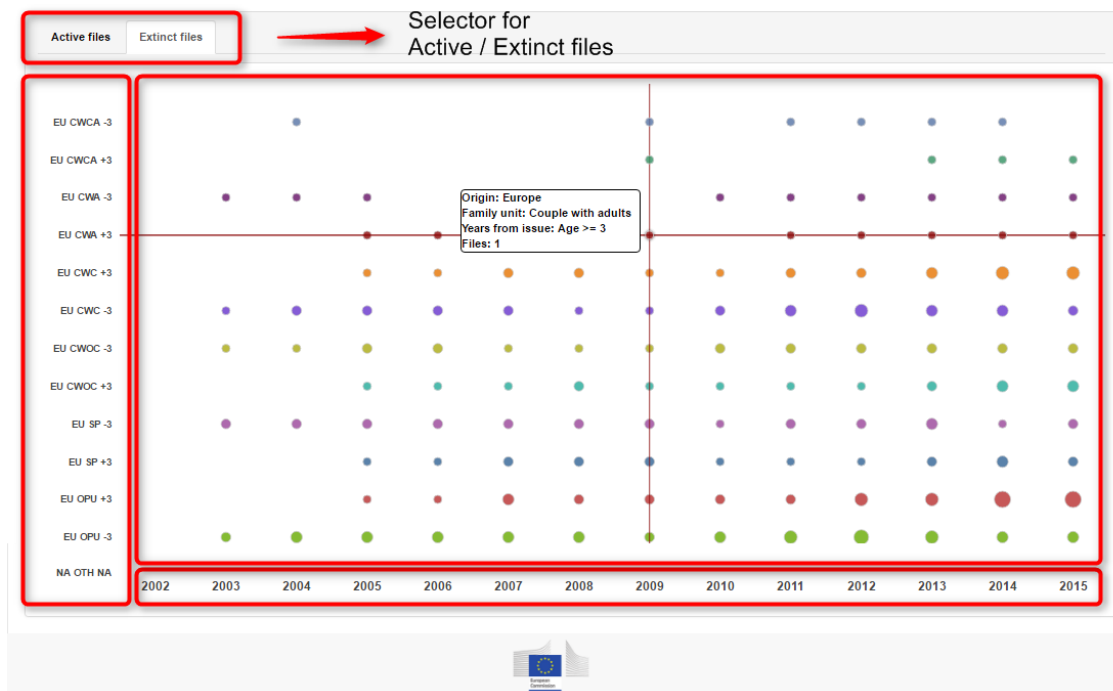 Selector for
Active / Extinct files
Active files
Extinct files
EU CWCA -3
EU CWCA +3
EU CWA -3
Origin: Europe
Family unit: Couple with adults
Years from issue: Age >= 3
Files: 1
EU CWA +3
EU CWC +3
EU CWC -3
EU CWOC -3
EU CWOC +3
EU SP -3
EU SP +3
EU OPU +3
EU OPU -3
NA OTH NA
2002 2003 2004 2005 2006 2007 2008 2009 2010 2011 2012 2013 2014 2015
European
Commission